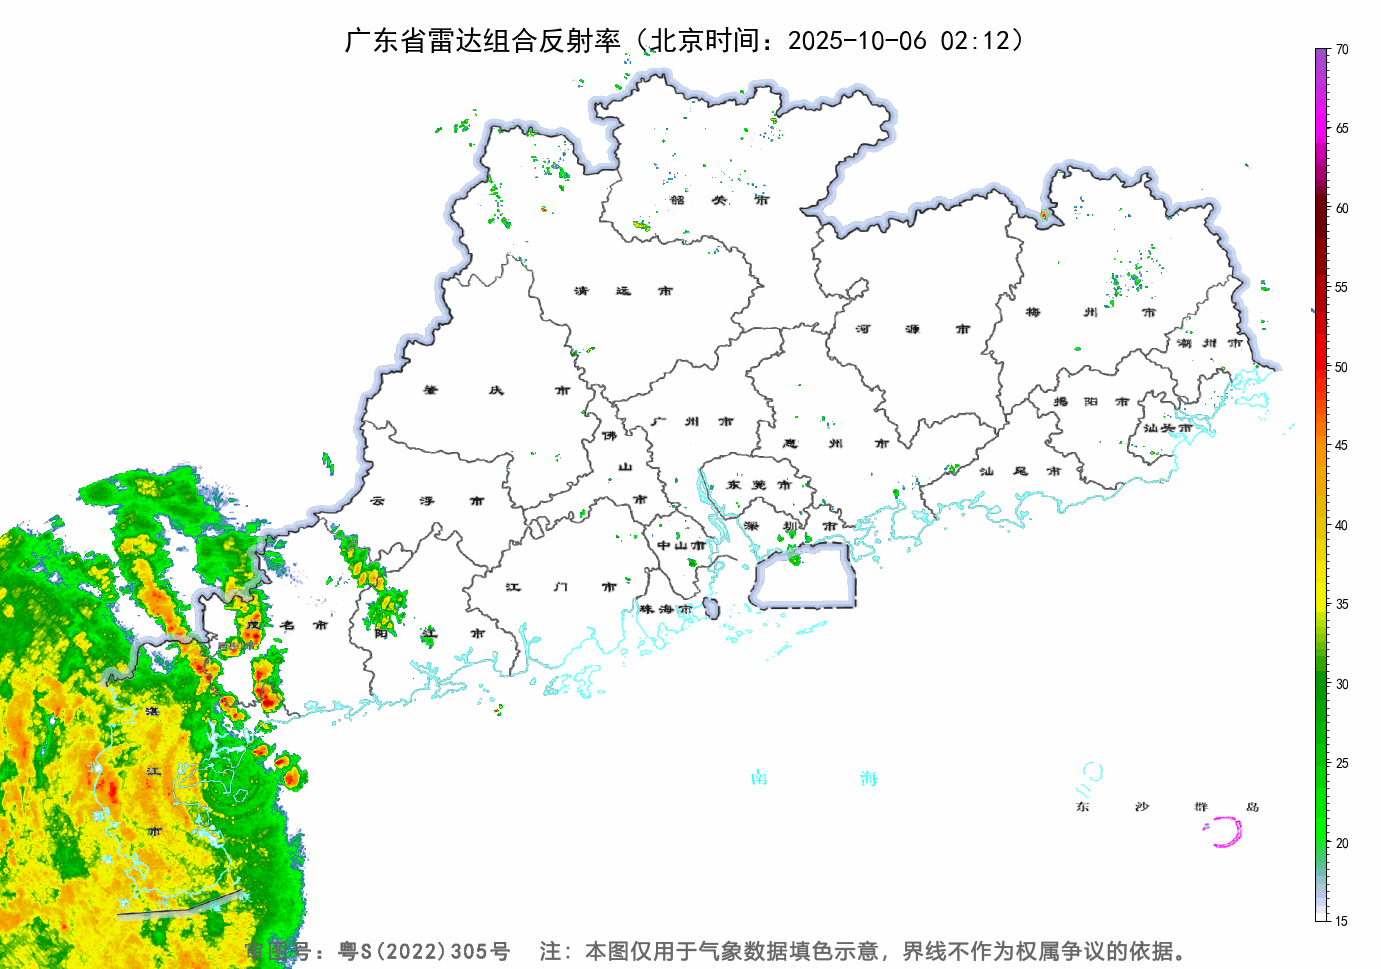 广东省雷达组合反射率（北京时间：2025-10-06 02:12）
70
65
60
55
50
45
40
35
30
25
20
15
韶关市
清远市
河源市
梅州市
潮州市
肇庆市
广州市
揭阳市
汕头市
佛山市
惠州市
云浮市
东莞市
汕尾市
深圳市
中山市
江门市
珠海市
茂名市
阳江市
湛江市
南海
东沙群岛
审图号：粤S(2022)305号 注：本图仅用于气象数据填色示意，界线不作为权属争议的依据。